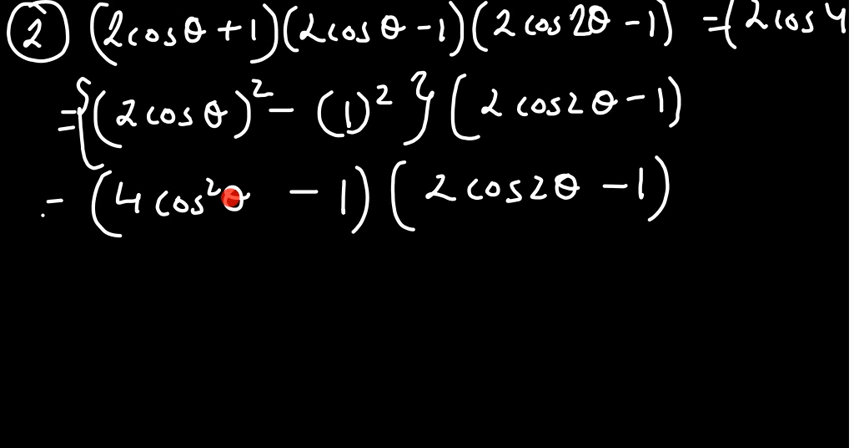 ② (2cosθ+1)(2cosθ-1)(2cos2θ-1) =(2cos4
={(2cosθ)² - (1)²}(2cos2θ-1)
= (4cos²θ - 1)(2cos2θ-1)